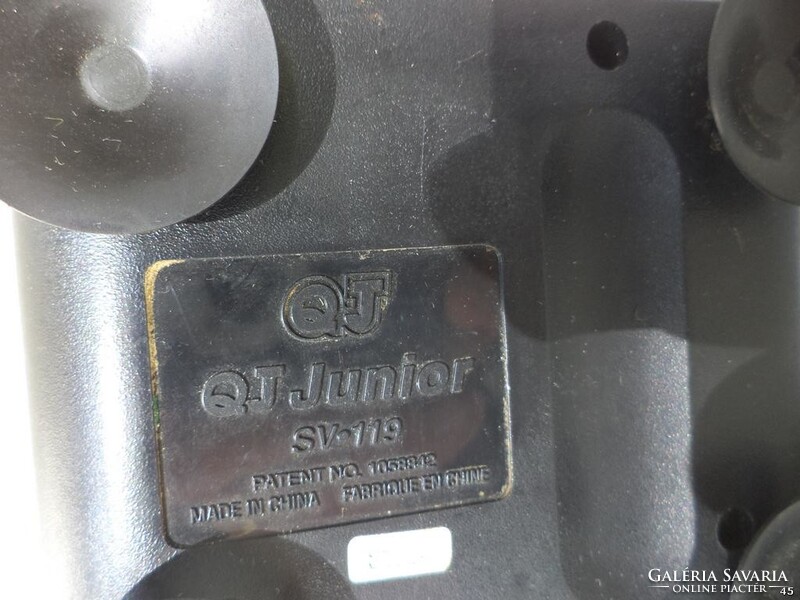 QJ
QJ Junior
SV-119
PATENT NO. 1058842
MADE IN CHINA FABRIQUE EN CHINE
GALÉRIA SAVARIA
ONLINE PIACTÉR 45